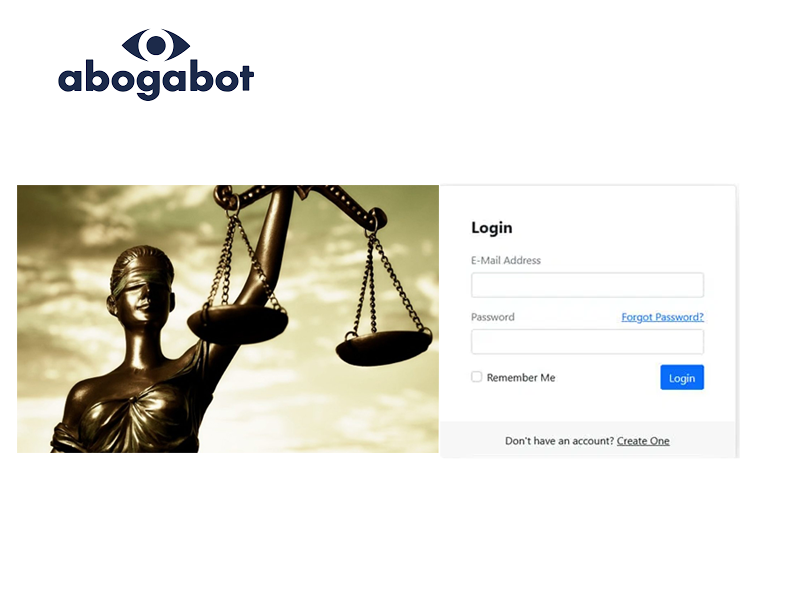 abogabot
Login
E-Mail Address
Password
Forgot Password?
Remember Me
Login
Don't have an account? Create One